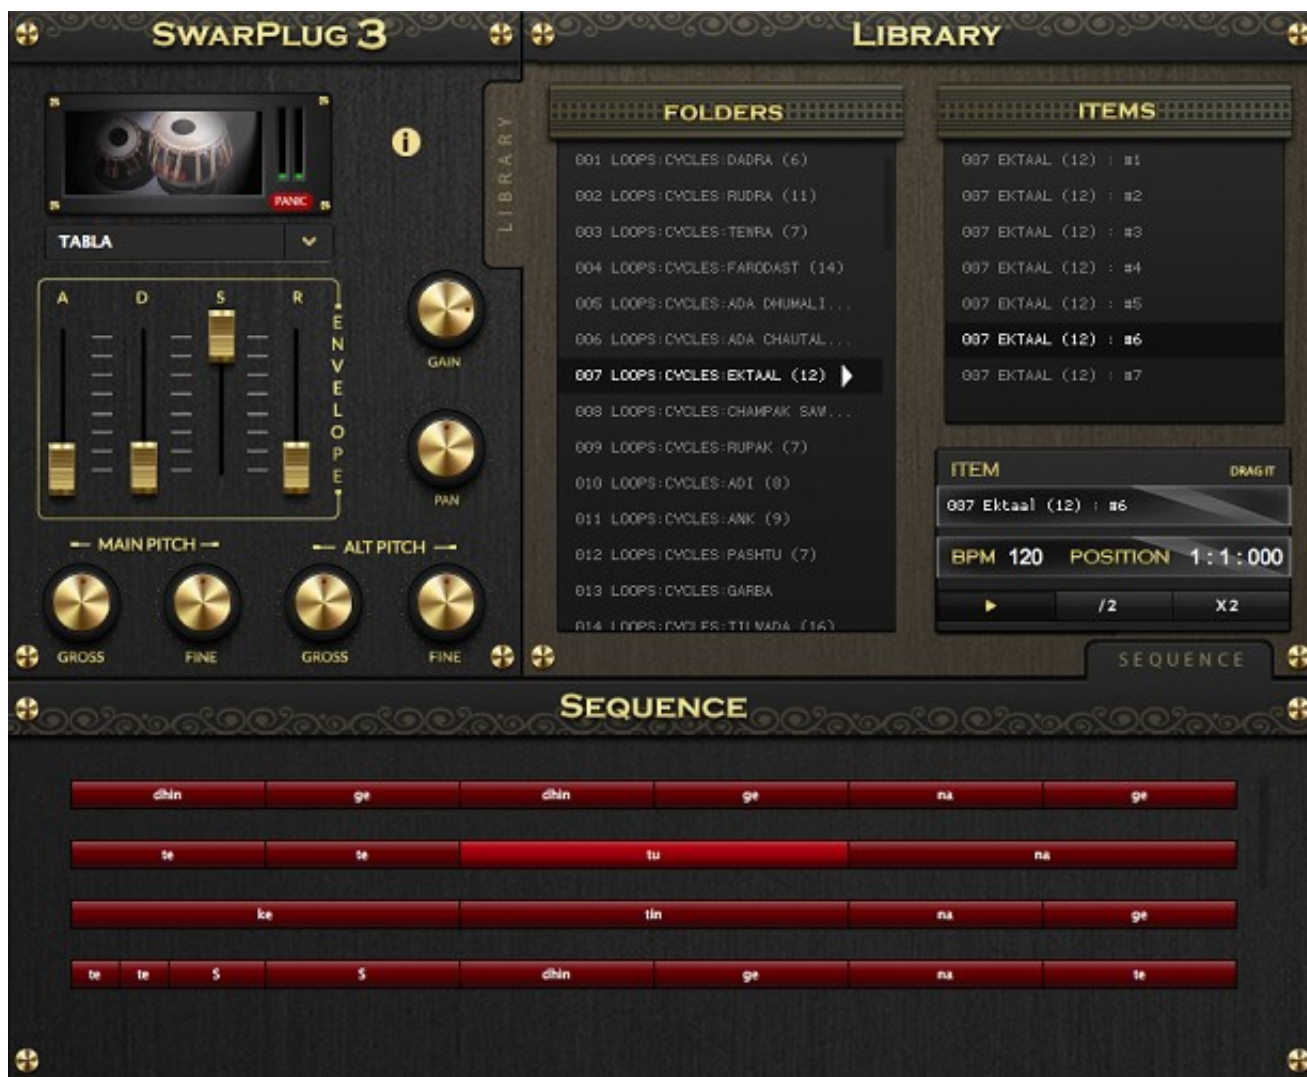 SWARPLUG 3
PANIC
TABLA
A D S R
ENVELOPE
GAIN
PAN
MAIN PITCH
ALT PITCH
GROSS
FINE
GROSS
FINE
LIBRARY
LIBRARY
FOLDERS
001 LOOPS:CYCLES:DADRA (6)
002 LOOPS:CYCLES:RUDRA (11)
003 LOOPS:CYCLES:TEWRA (7)
004 LOOPS:CYCLES:FARODAST (14)
005 LOOPS:CYCLES:ADA DHUMALI...
006 LOOPS:CYCLES:ADA CHAUTAL...
007 LOOPS:CYCLES:EKTAAL (12)
008 LOOPS:CYCLES:CHAMPAK SAW...
009 LOOPS:CYCLES:RUPAK (7)
010 LOOPS:CYCLES:ADI (8)
011 LOOPS:CYCLES:ANK (9)
012 LOOPS:CYCLES:PASHTU (7)
013 LOOPS:CYCLES:GARBA
014 LOOPS:CYCLES:TILWADA (16)
ITEMS
007 EKTAAL (12) : #1
007 EKTAAL (12) : #2
007 EKTAAL (12) : #3
007 EKTAAL (12) : #4
007 EKTAAL (12) : #5
007 EKTAAL (12) : #6
007 EKTAAL (12) : #7
ITEM DRAG IT
007 Ektaal (12) : #6
BPM 120 POSITION 1:1:000
/2 X2
SEQUENCE
SEQUENCE
dhin ge dhin ge na ge
te te tu na
ke tin na ge
te te S S dhin ge na te